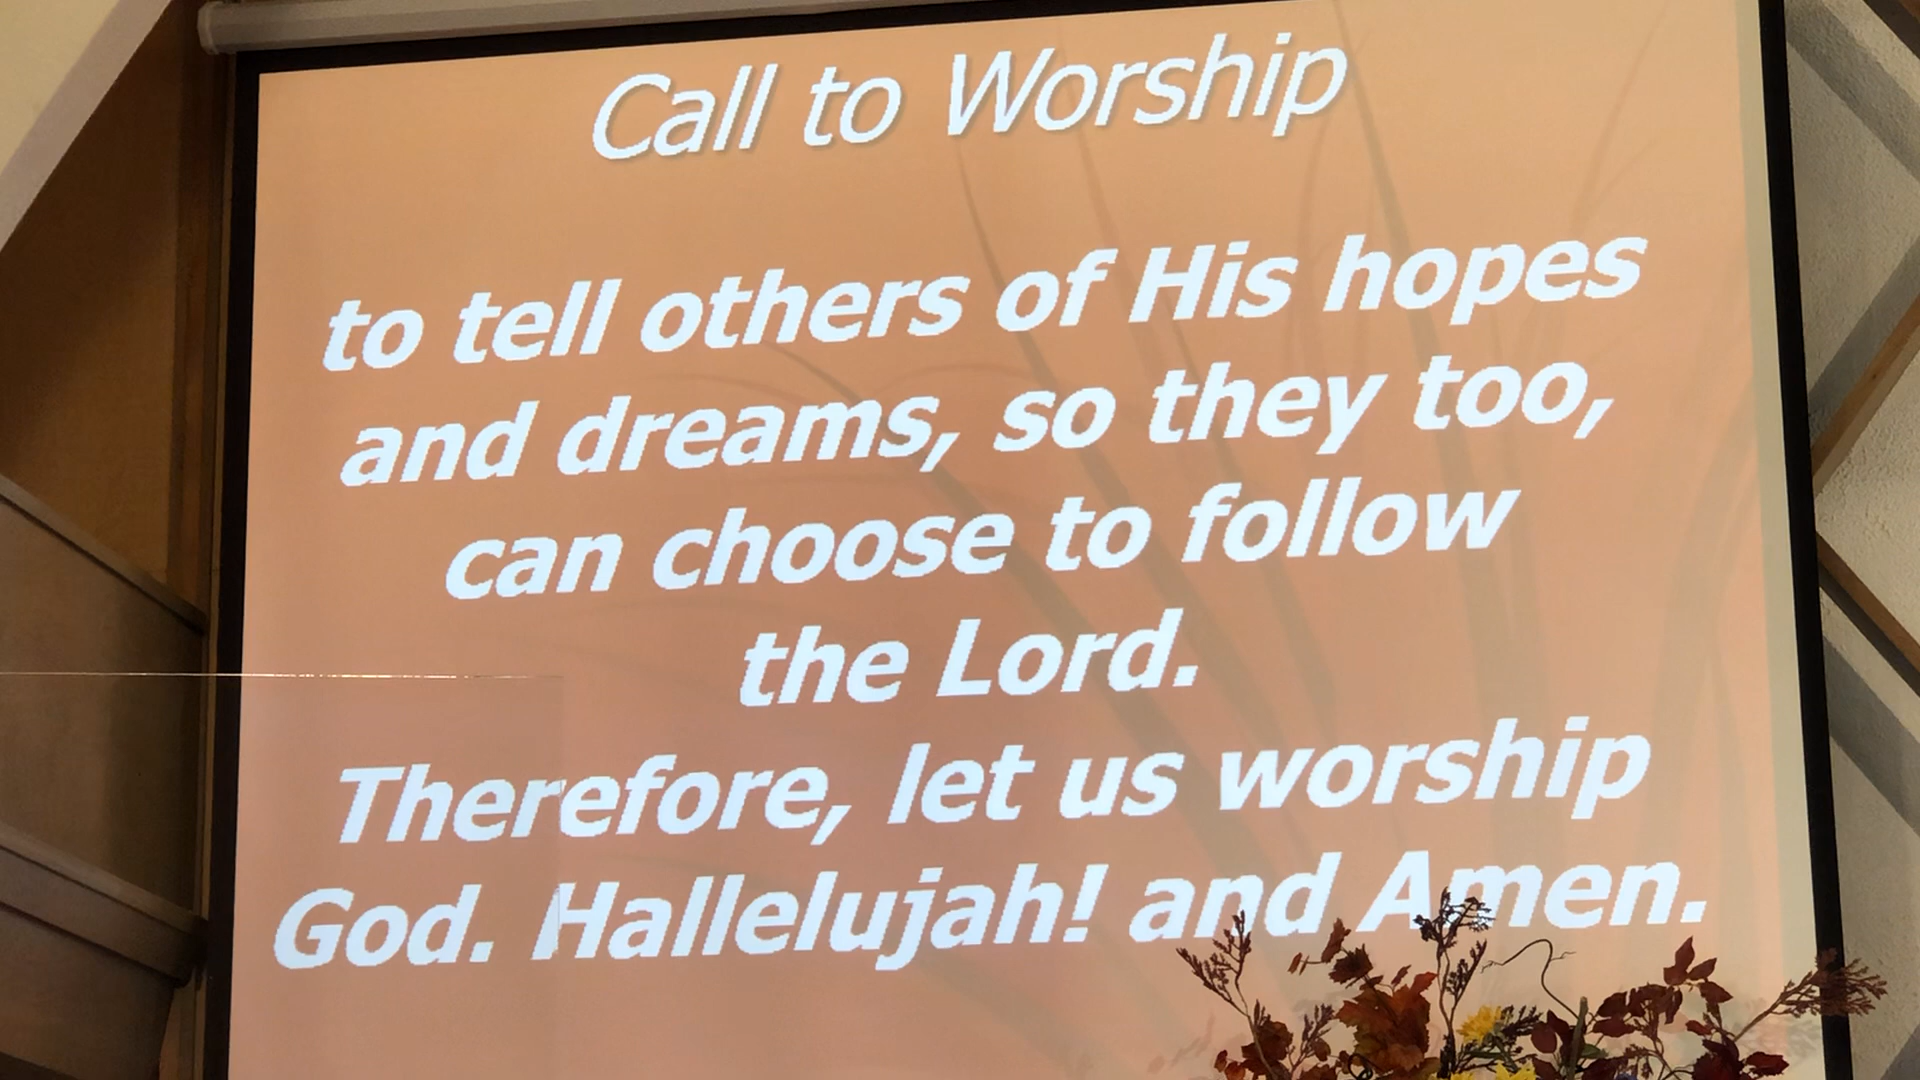 Call to Worship
to tell others of His hopes
and dreams, so they too,
can choose to follow
the Lord.
Therefore, let us worship
God. Hallelujah! and Amen.